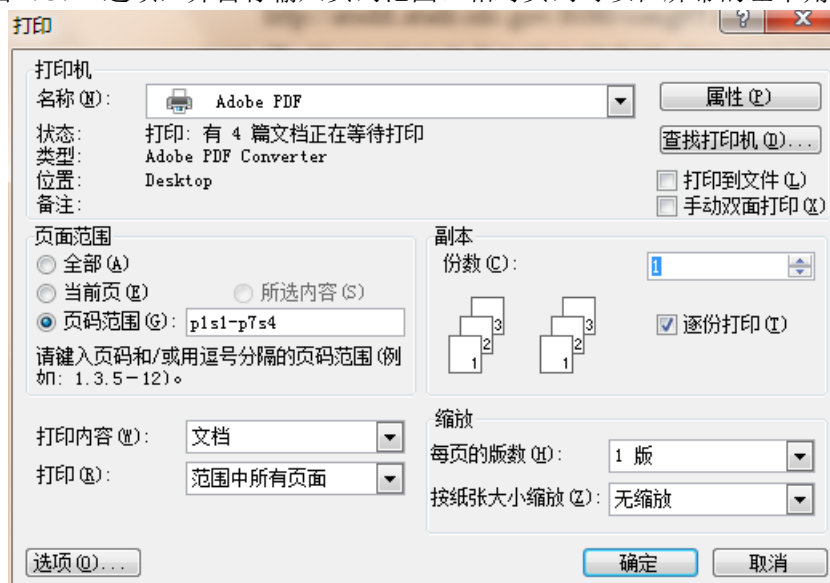 打印
打印机
名称(N): Adobe PDF 属性(P)
状态: 打印: 有 4 篇文档正在等待打印 查找打印机(D)...
类型: Adobe PDF Converter
位置: Desktop 打印到文件(L)
备注: 手动双面打印(X)
页面范围
全部(A)
当前页(E) 所选内容(S)
页码范围(G): p1s1-p7s4
请键入页码和/或用逗号分隔的页码范围(例
如: 1.3.5-12)。
副本
份数(C): 1
3 3
2 2
1 1
逐份打印(T)
打印内容(W): 文档
打印(R): 范围中所有页面
缩放
每页的版数(H): 1 版
按纸张大小缩放(Z): 无缩放
选项(O)... 确定 取消